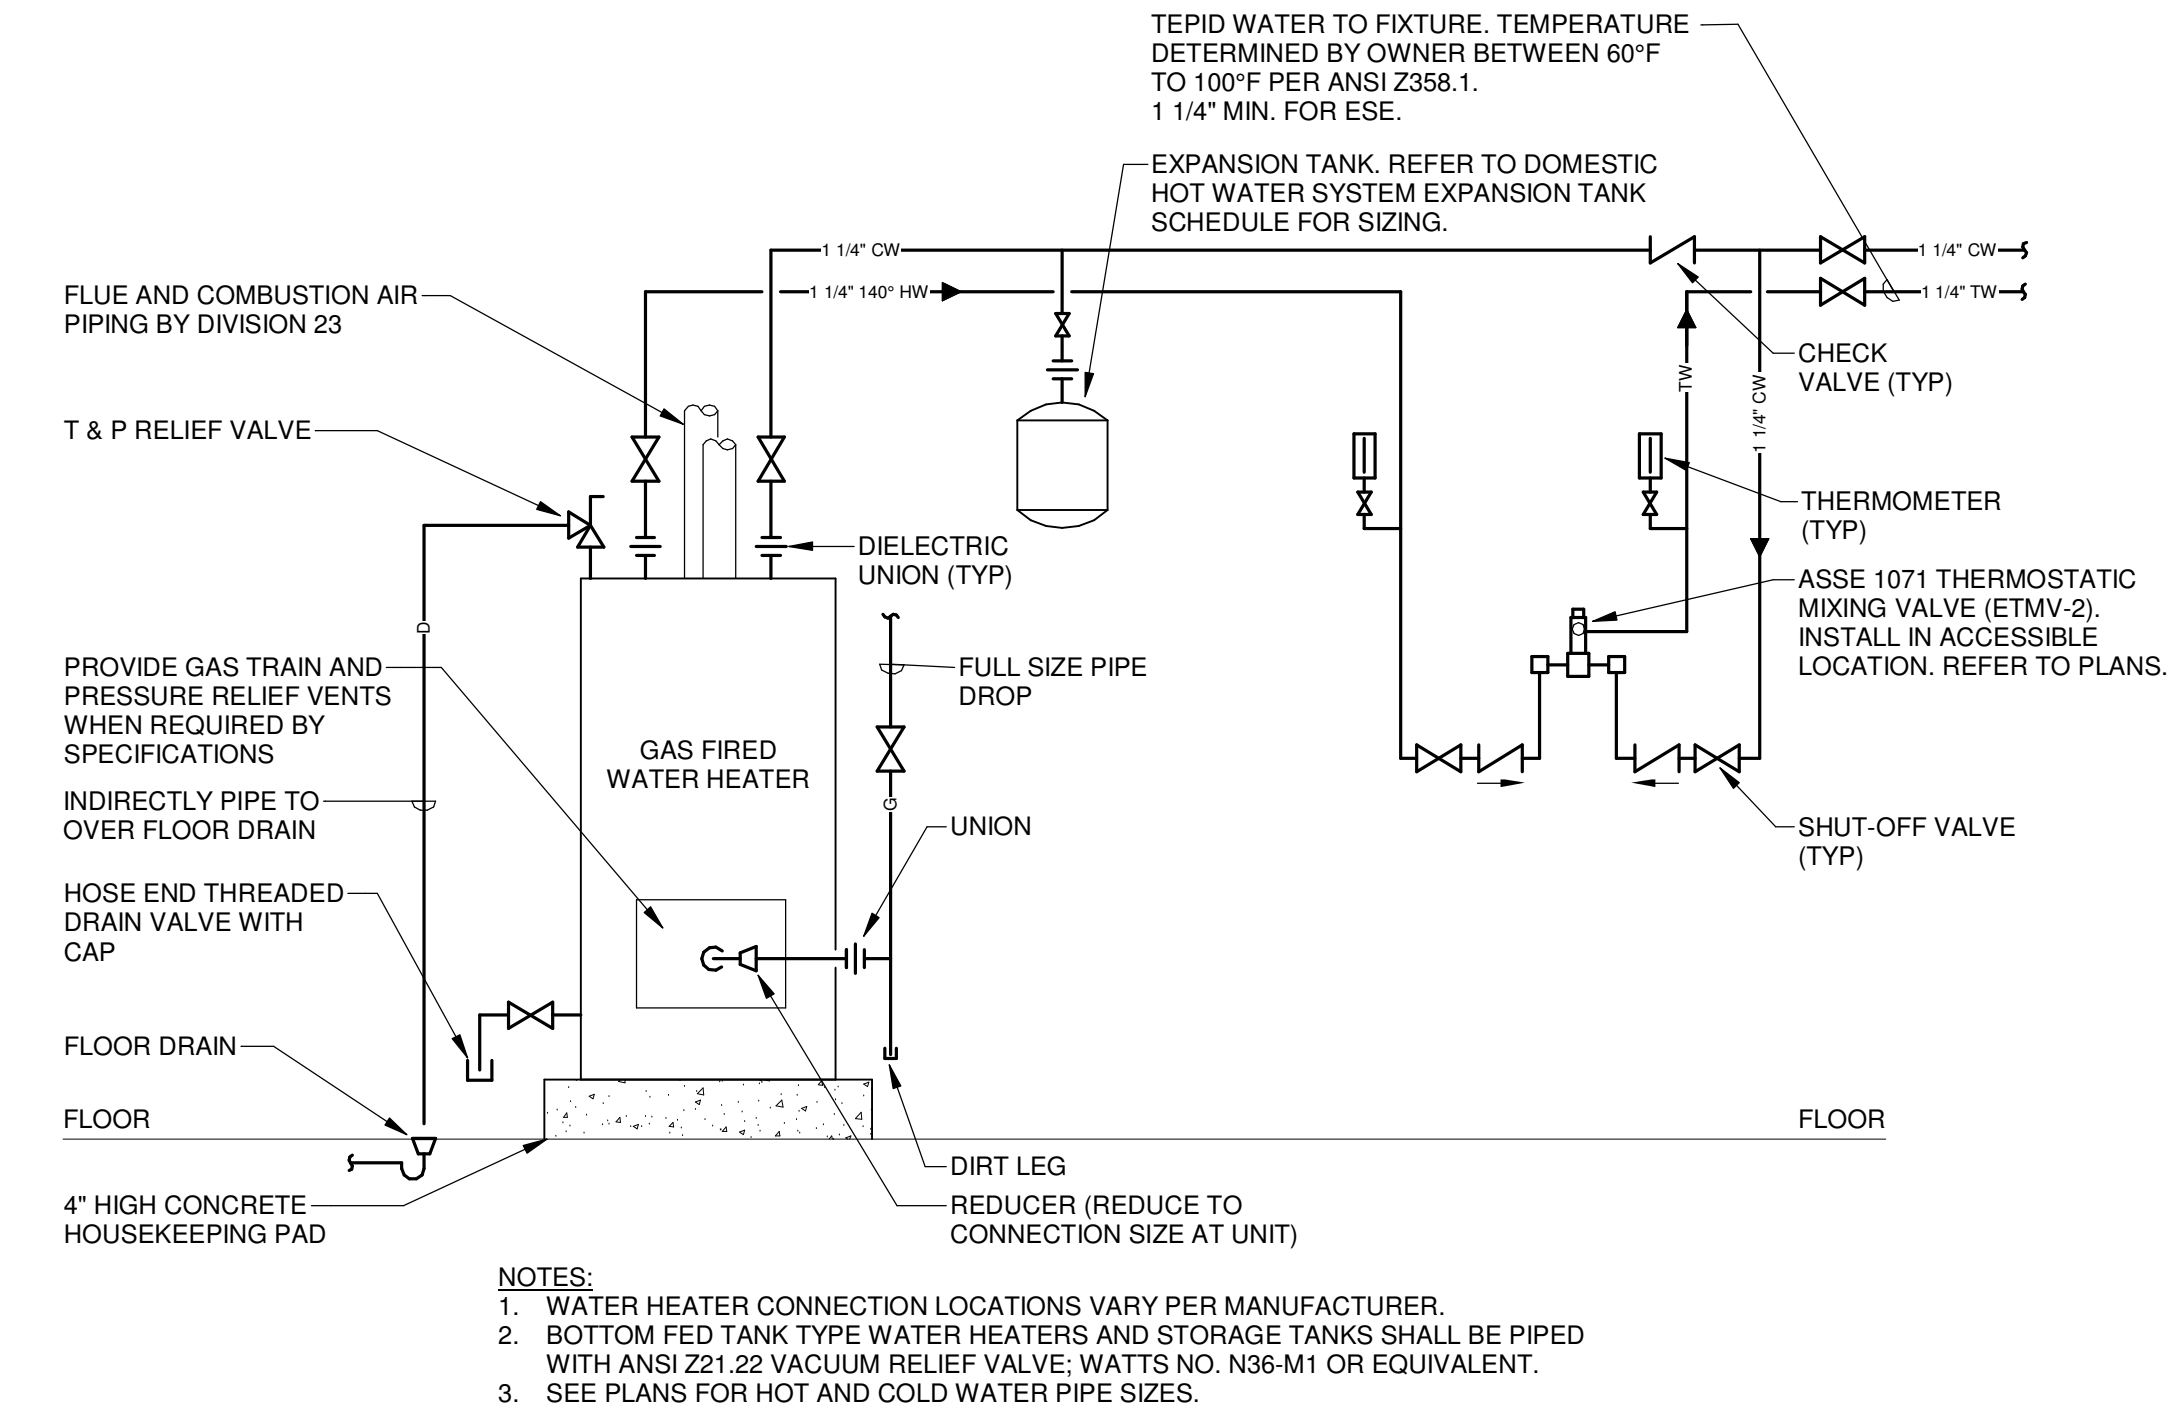 TEPID WATER TO FIXTURE. TEMPERATURE
DETERMINED BY OWNER BETWEEN 60°F
TO 100°F PER ANSI Z358.1.
1 1/4" MIN. FOR ESE.
EXPANSION TANK. REFER TO DOMESTIC
HOT WATER SYSTEM EXPANSION TANK
SCHEDULE FOR SIZING.
1 1/4" CW
1 1/4" CW
1 1/4" 140° HW
1 1/4" TW
FLUE AND COMBUSTION AIR
PIPING BY DIVISION 23
CHECK
VALVE (TYP)
TW
1 1/4" CW
T & P RELIEF VALVE
THERMOMETER
(TYP)
DIELECTRIC
UNION (TYP)
ASSE 1071 THERMOSTATIC
MIXING VALVE (ETMV-2).
INSTALL IN ACCESSIBLE
LOCATION. REFER TO PLANS.
D
PROVIDE GAS TRAIN AND
PRESSURE RELIEF VENTS
WHEN REQUIRED BY
SPECIFICATIONS
FULL SIZE PIPE
DROP
GAS FIRED
WATER HEATER
G
INDIRECTLY PIPE TO
OVER FLOOR DRAIN
UNION
SHUT-OFF VALVE
(TYP)
HOSE END THREADED
DRAIN VALVE WITH
CAP
FLOOR DRAIN
FLOOR
FLOOR
DIRT LEG
4" HIGH CONCRETE
HOUSEKEEPING PAD
REDUCER (REDUCE TO
CONNECTION SIZE AT UNIT)
NOTES:
1. WATER HEATER CONNECTION LOCATIONS VARY PER MANUFACTURER.
2. BOTTOM FED TANK TYPE WATER HEATERS AND STORAGE TANKS SHALL BE PIPED
WITH ANSI Z21.22 VACUUM RELIEF VALVE; WATTS NO. N36-M1 OR EQUIVALENT.
3. SEE PLANS FOR HOT AND COLD WATER PIPE SIZES.